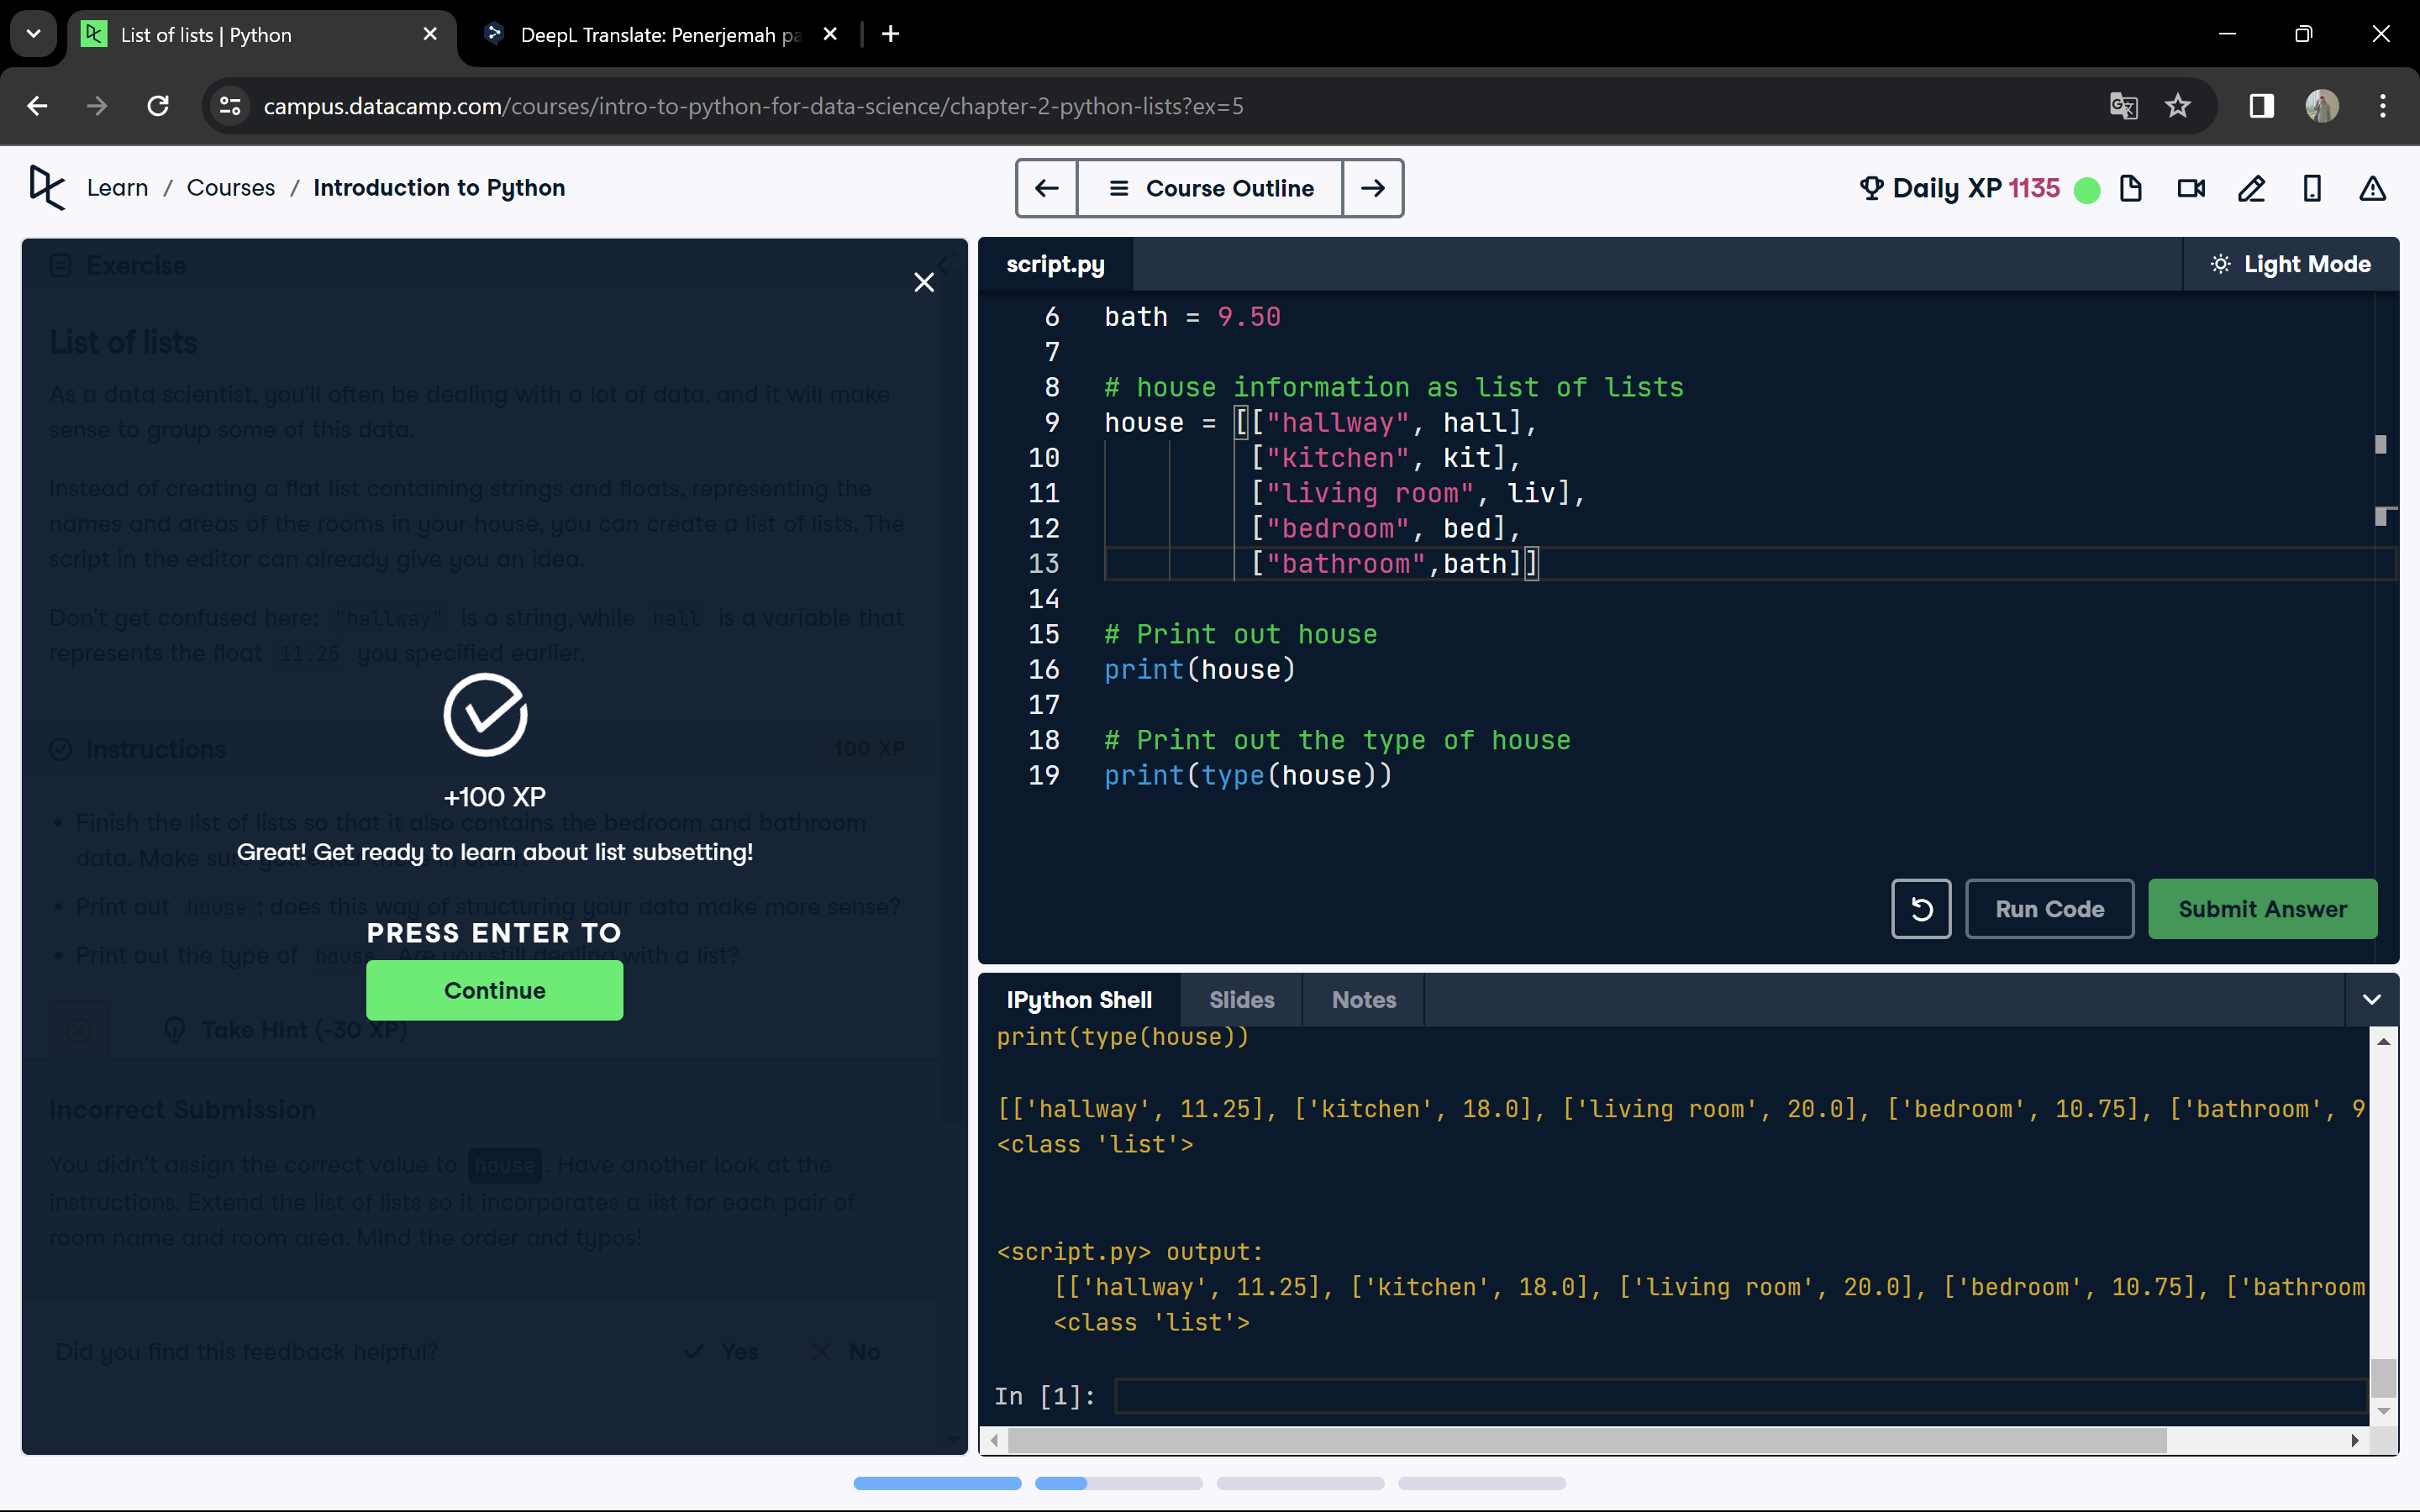 List of lists | Python
DeepL Translate: Penerjemah pa
campus.datacamp.com/courses/intro-to-python-for-data-science/chapter-2-python-lists?ex=5
Learn / Courses / Introduction to Python
Course Outline
Daily XP 1135
Exercise
List of lists
As a data scientist, you'll often be dealing with a lot of data, and it will make
sense to group some of this data.
Instead of creating a flat list containing strings and floats, representing the
names and areas of the rooms in your house, you can create a list of lists. The
script in the editor can already give you an idea.
Don't get confused here: "hallway" is a string, while hall is a variable that
represents the float 11.25 you specified earlier.
Instructions
100 XP
+100 XP
Finish the list of lists so that it also contains the bedroom and bathroom
data. Make sure
Great! Get ready to learn about list subsetting!
Print out house ; does this way of structuring your data make more sense?
PRESS ENTER TO
Print out the type of house. Are you still dealing with a list?
Continue
Take Hint (-30 XP)
Incorrect Submission
You didn't assign the correct value to house. Have another look at the
instructions. Extend the list of lists so it incorporates a list for each pair of
room name and room area. Mind the order and typos!
Did you find this feedback helpful?
Yes
No
script.py
Light Mode
6 bath = 9.50
7
8 # house information as list of lists
9 house = [["hallway", hall],
10 ["kitchen", kit],
11 ["living room", liv],
12 ["bedroom", bed],
13 ["bathroom",bath]]
14
15 # Print out house
16 print(house)
17
18 # Print out the type of house
19 print(type(house))
Run Code
Submit Answer
IPython Shell
Slides
Notes
print(type(house))
[['hallway', 11.25], ['kitchen', 18.0], ['living room', 20.0], ['bedroom', 10.75], ['bathroom', 9
<class 'list'>
<script.py> output:
[['hallway', 11.25], ['kitchen', 18.0], ['living room', 20.0], ['bedroom', 10.75], ['bathroom
<class 'list'>
In [1]: